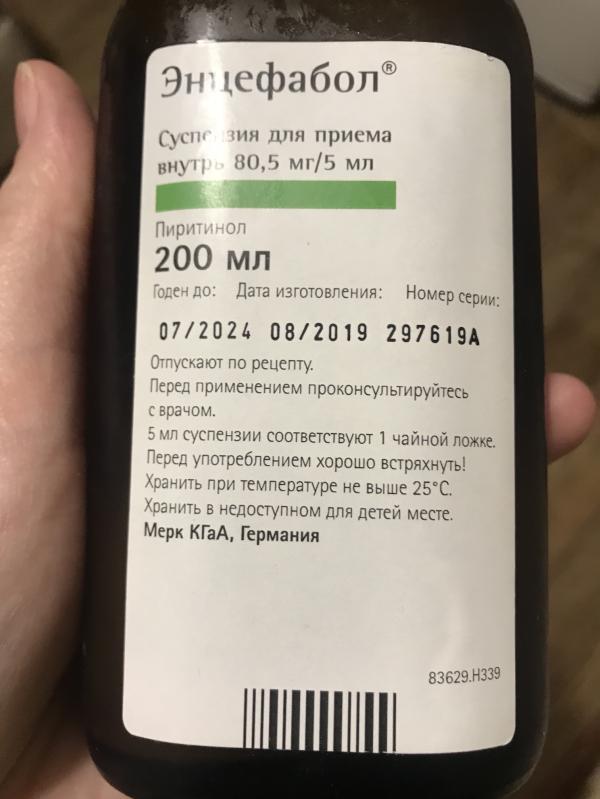 Энцефабол®
Суспензия для приема
внутрь 80,5 мг/5 мл
Пиритинол
200 мл
Годен до: Дата изготовления: Номер серии:
07/2024 08/2019 297619A
Отпускают по рецепту.
Перед применением проконсультируйтесь
с врачом.
5 мл суспензии соответствуют 1 чайной ложке.
Перед употреблением хорошо встряхнуть!
Хранить при температуре не выше 25°C.
Хранить в недоступном для детей месте.
Мерк КГаА, Германия
83629.H339